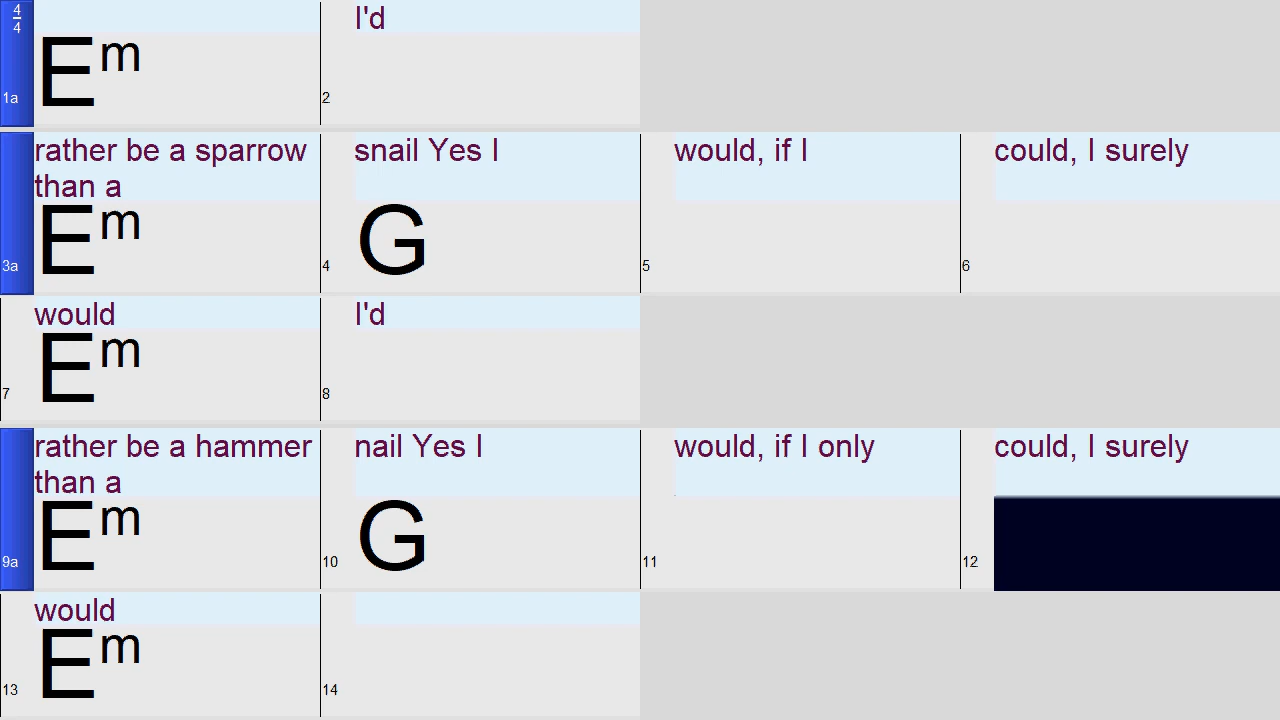 4
4
I'd
Em
1a
2
rather be a sparrow
than a
snail Yes I
would, if I
could, I surely
Em
G
3a
4
5
6
would
I'd
Em
7
8
rather be a hammer
than a
nail Yes I
would, if I only
could, I surely
Em
G
9a
10
11
12
would
Em
13
14